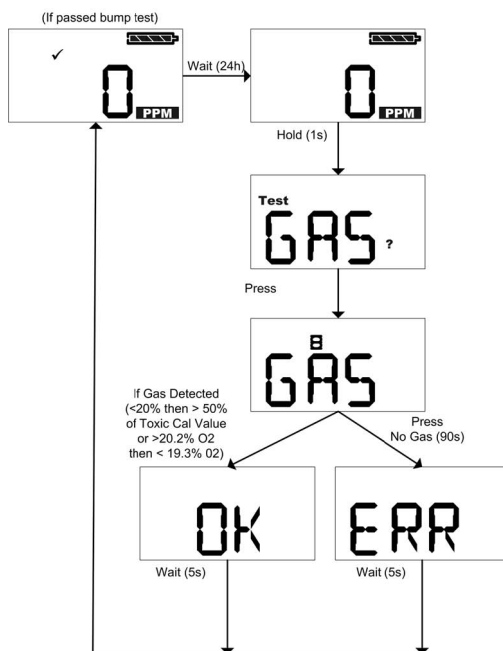 (If passed bump test)
✓
0
PPM
Wait (24h)
0
PPM
Hold (1s)
Test
GAS
?
Press
GAS
If Gas Detected
(<20% then > 50%
of Toxic Cal Value
or >20.2% O2
then < 19.3% 02)
Press
No Gas (90s)
OK
ERR
Wait (5s)
Wait (5s)